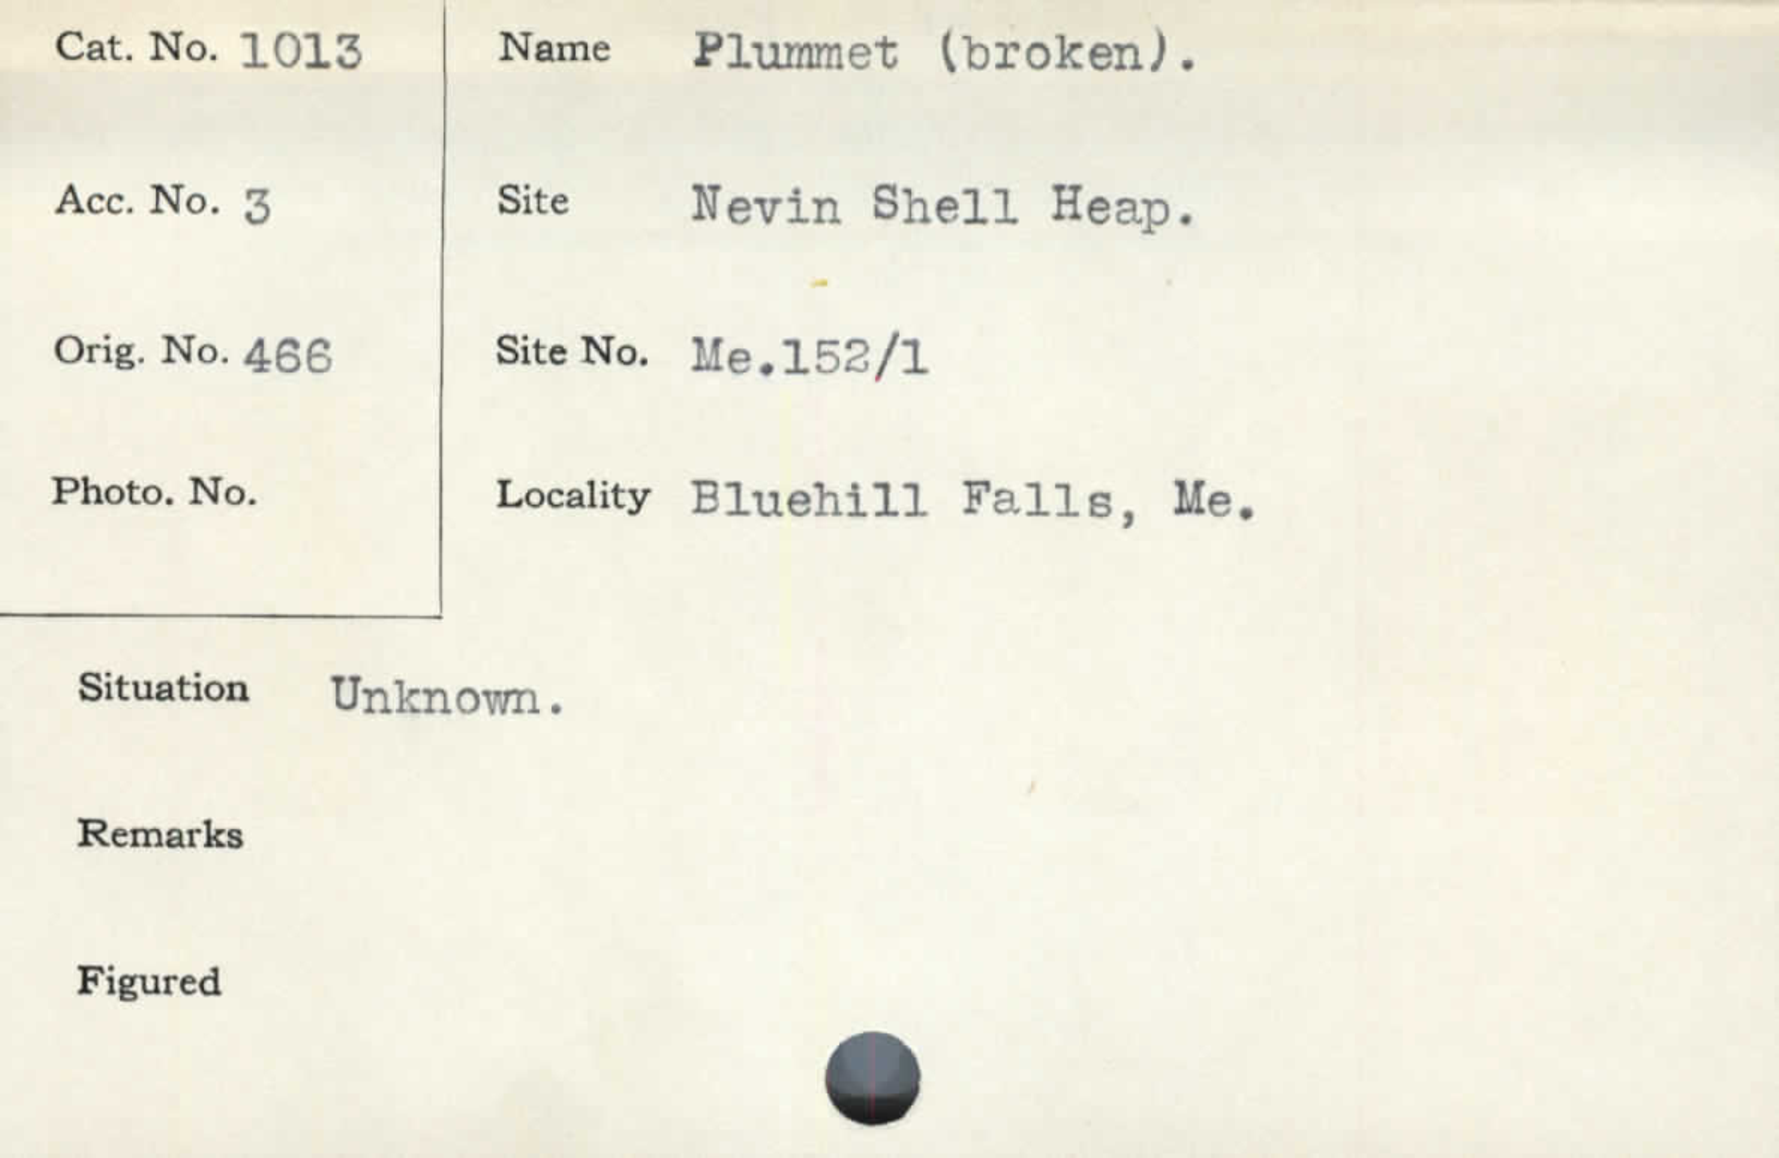 Cat. No. 1013
Name Plummet (broken).
Acc. No. 3
Site Nevin Shell Heap.
Orig. No. 466
Site No. Me.152/1
Photo. No.
Locality Bluehill Falls, Me.
Situation Unknown.
Remarks
Figured